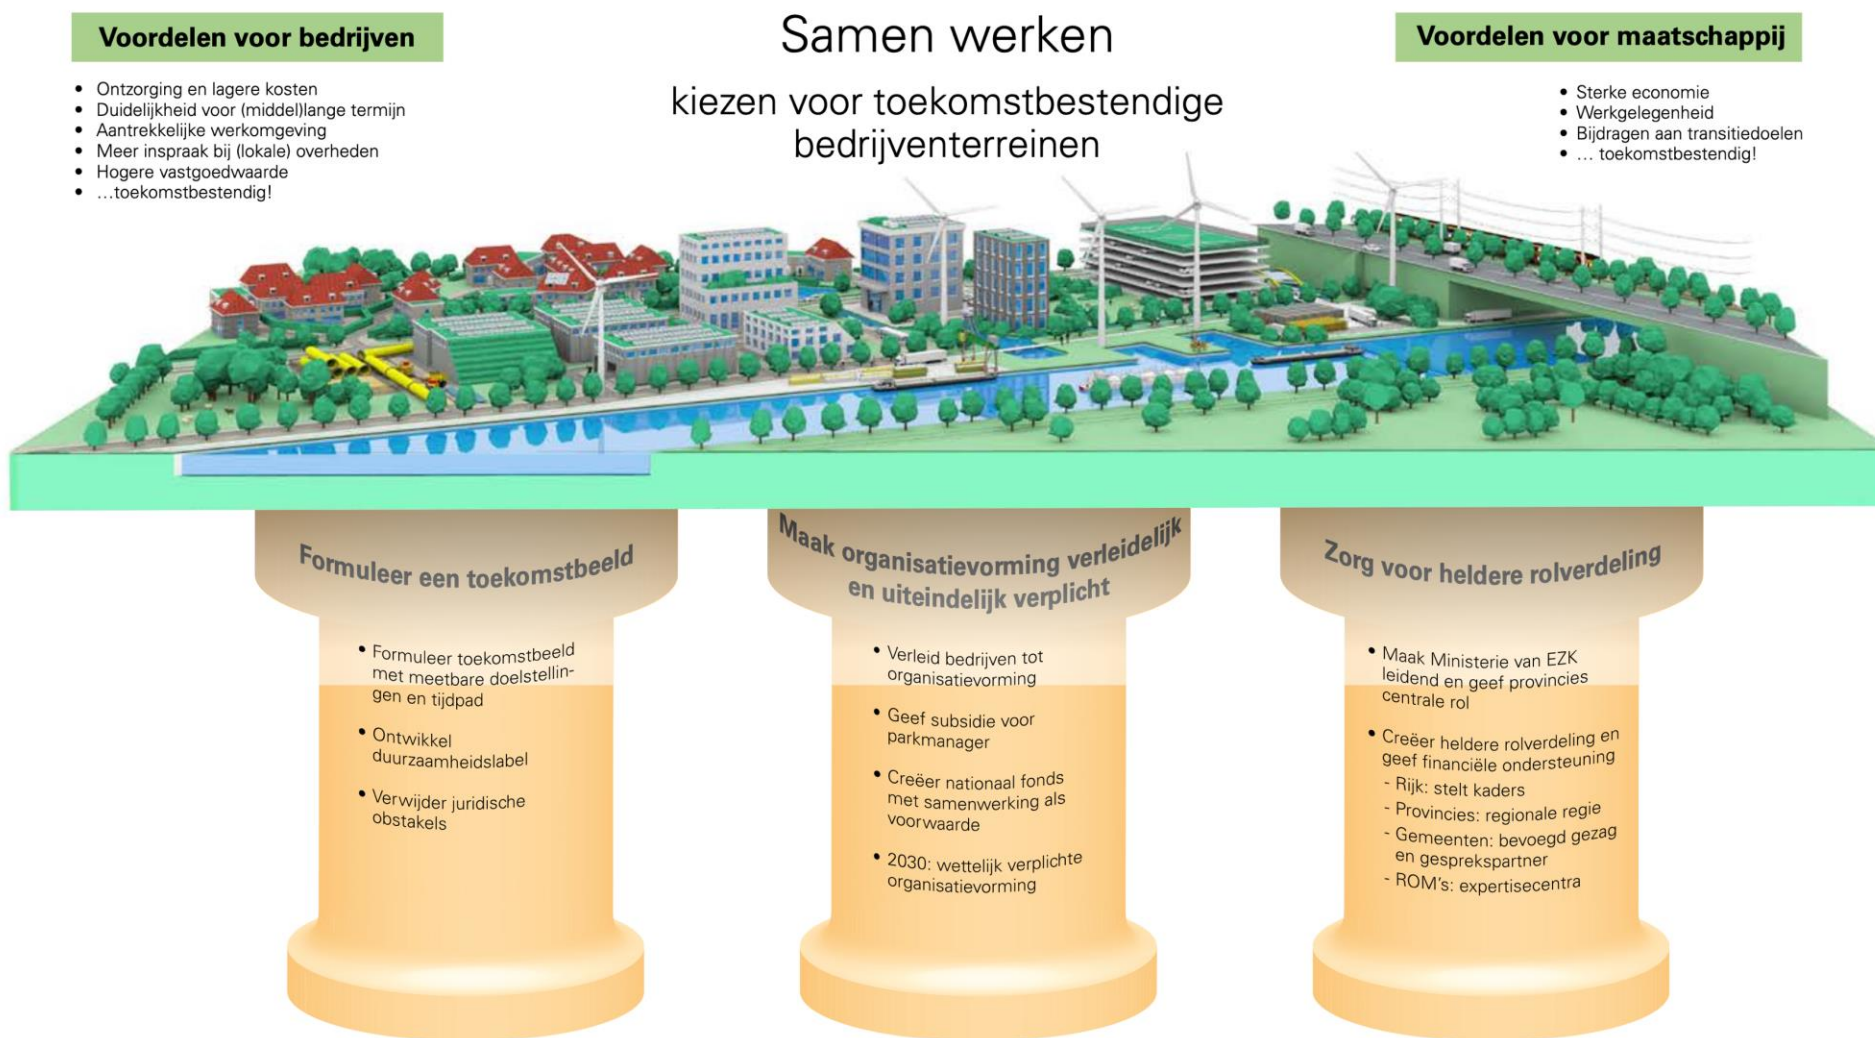 Voordelen voor bedrijven
• Ontzorging en lagere kosten
• Duidelijkheid voor (middel)lange termijn
• Aantrekkelijke werkomgeving
• Meer inspraak bij (lokale) overheden
• Hogere vastgoedwaarde
• ...toekomstbestendig!
Samen werken
kiezen voor toekomstbestendige
bedrijventerreinen
Voordelen voor maatschappij
• Sterke economie
• Werkgelegenheid
• Bijdragen aan transitiedoelen
• ... toekomstbestendig!
Formuleer een toekomstbeeld
• Formuleer toekomstbeeld
met meetbare doelstellin-
gen en tijdpad
• Ontwikkel
duurzaamheidslabel
• Verwijder juridische
obstakels
Maak organisatievorming verleidelijk
en uiteindelijk verplicht
• Verleid bedrijven tot
organisatievorming
• Geef subsidie voor
parkmanager
• Creëer nationaal fonds
met samenwerking als
voorwaarde
• 2030: wettelijk verplichte
organisatievorming
Zorg voor heldere rolverdeling
• Maak Ministerie van EZK
leidend en geef provincies
centrale rol
• Creëer heldere rolverdeling en
geef financiële ondersteuning
- Rijk: stelt kaders
- Provincies: regionale regie
- Gemeenten: bevoegd gezag
en gesprekspartner
- ROM's: expertisecentra